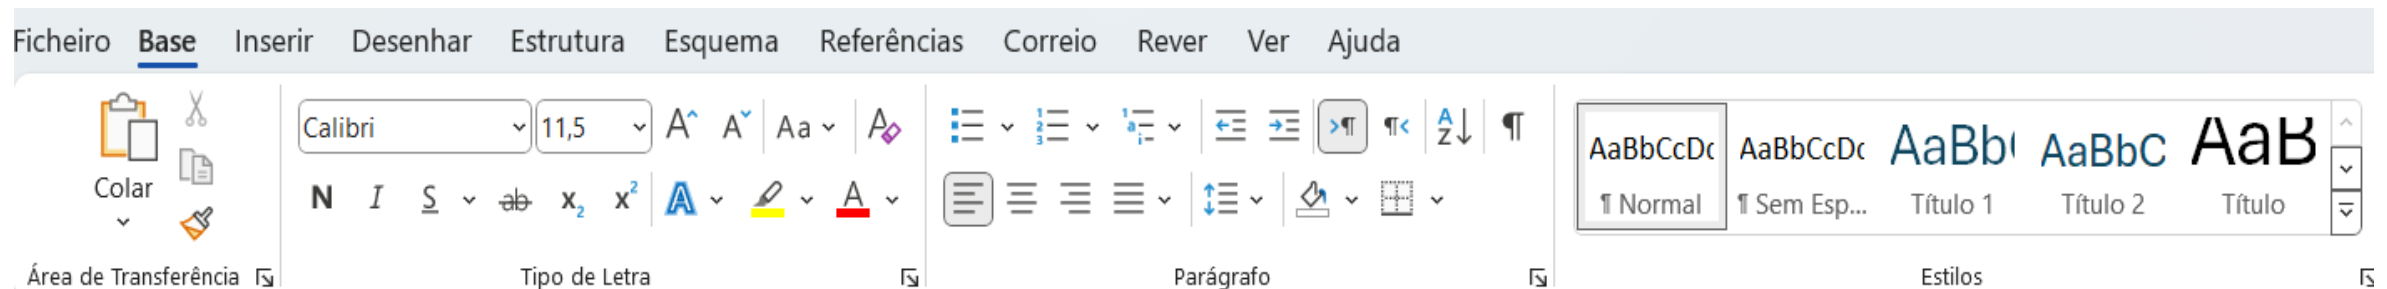 Ficheiro Base Inserir Desenhar Estrutura Esquema Referências Correio Rever Ver Ajuda
Calibri 11,5 Aa
AaBbCcDc AaBbCcDc AaBb( AaBbC AaB
Colar
N I S ab x₂ x² A A
¶ Normal ¶ Sem Esp... Título 1 Título 2 Título
Área de Transferência Tipo de Letra Parágrafo Estilos